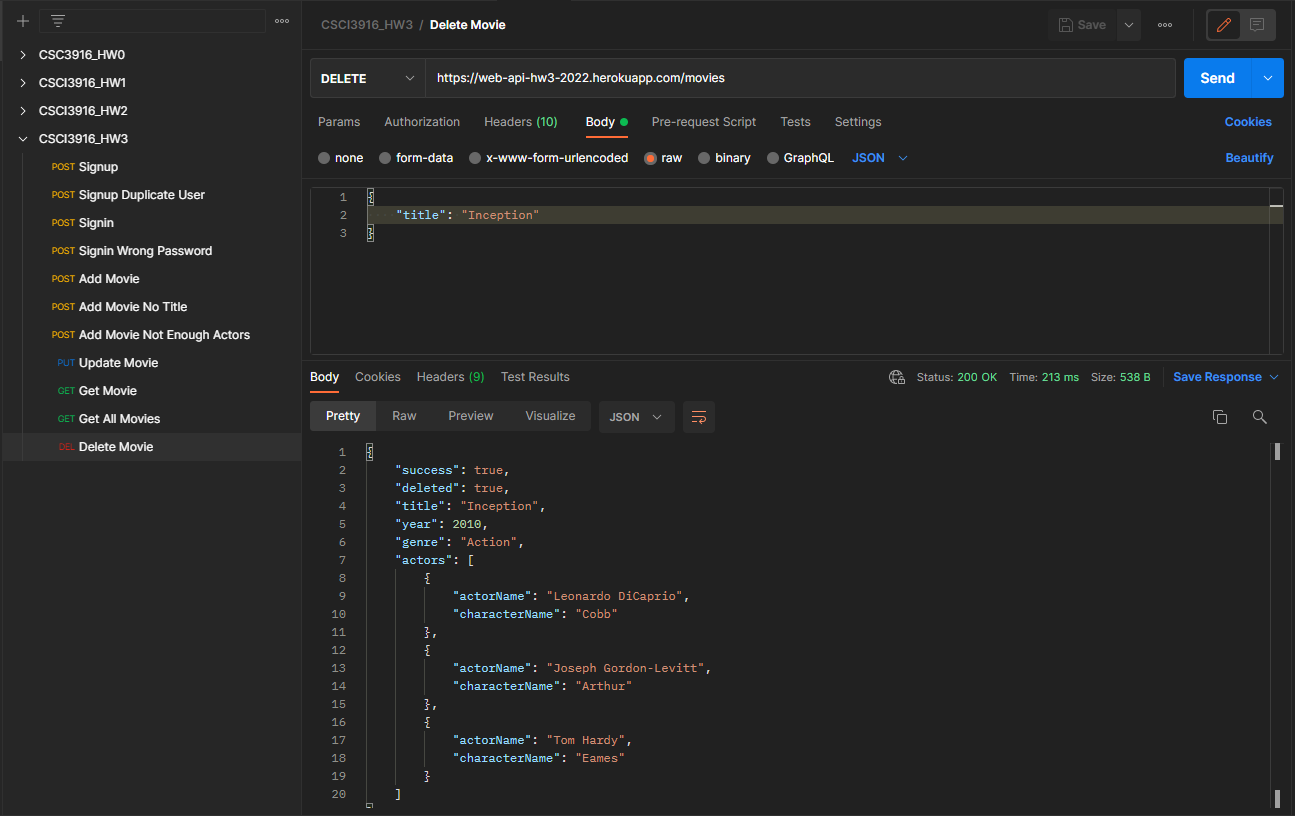 CSC3916_HW0
CSCI3916_HW1
CSCI3916_HW2
CSCI3916_HW3
POST Signup
POST Signup Duplicate User
POST Signin
POST Signin Wrong Password
POST Add Movie
POST Add Movie No Title
POST Add Movie Not Enough Actors
PUT Update Movie
GET Get Movie
GET Get All Movies
DEL Delete Movie
CSCI3916_HW3 / Delete Movie
Save
DELETE https://web-api-hw3-2022.herokuapp.com/movies Send
Params Authorization Headers (10) Body Pre-request Script Tests Settings Cookies
none form-data x-www-form-urlencoded raw binary GraphQL JSON Beautify
1 {
2 "title": "Inception"
3 }
Body Cookies Headers (9) Test Results Status: 200 OK Time: 213 ms Size: 538 B Save Response
Pretty Raw Preview Visualize JSON
1 {
2 "success": true,
3 "deleted": true,
4 "title": "Inception",
5 "year": 2010,
6 "genre": "Action",
7 "actors": [
8 {
9 "actorName": "Leonardo DiCaprio",
10 "characterName": "Cobb"
11 },
12 {
13 "actorName": "Joseph Gordon-Levitt",
14 "characterName": "Arthur"
15 },
16 {
17 "actorName": "Tom Hardy",
18 "characterName": "Eames"
19 }
20 ]